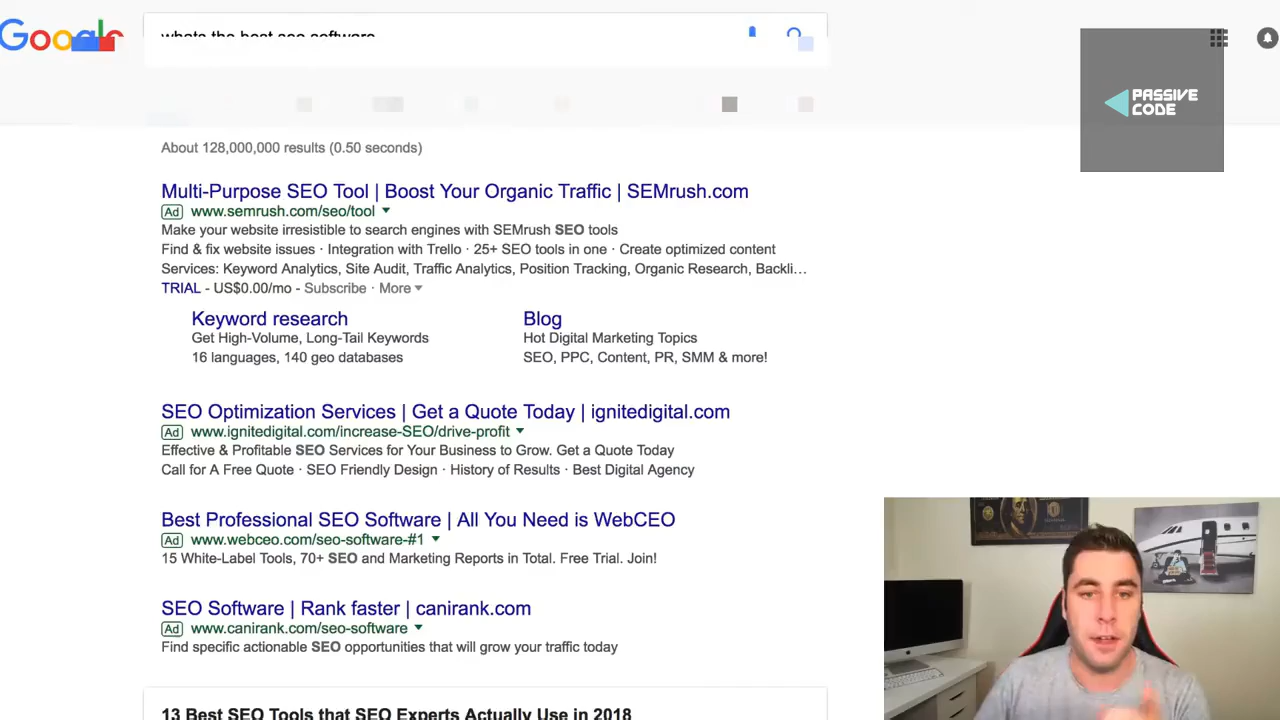 Google
whats the best seo software
PASSIVE
CODE
About 128,000,000 results (0.50 seconds)
Multi-Purpose SEO Tool | Boost Your Organic Traffic | SEMrush.com
Ad www.semrush.com/seo/tool
Make your website irresistible to search engines with SEMrush SEO tools
Find & fix website issues · Integration with Trello · 25+ SEO tools in one · Create optimized content
Services: Keyword Analytics, Site Audit, Traffic Analytics, Position Tracking, Organic Research, Backli…
TRIAL - US$0.00/mo - Subscribe · More
Keyword research
Get High-Volume, Long-Tail Keywords
16 languages, 140 geo databases
Blog
Hot Digital Marketing Topics
SEO, PPC, Content, PR, SMM & more!
SEO Optimization Services | Get a Quote Today | ignitedigital.com
Ad www.ignitedigital.com/increase-SEO/drive-profit
Effective & Profitable SEO Services for Your Business to Grow. Get a Quote Today
Call for A Free Quote · SEO Friendly Design · History of Results · Best Digital Agency
Best Professional SEO Software | All You Need is WebCEO
Ad www.webceo.com/seo-software-#1
15 White-Label Tools, 70+ SEO and Marketing Reports in Total. Free Trial. Join!
SEO Software | Rank faster | canirank.com
Ad www.canirank.com/seo-software
Find specific actionable SEO opportunities that will grow your traffic today
13 Best SEO Tools that SEO Experts Actually Use in 2018